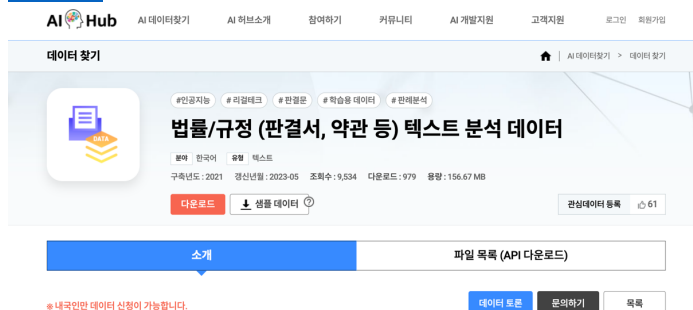 AI Hub
AI 데이터찾기 AI 허브소개 참여하기 커뮤니티 AI 개발지원 고객지원 로그인 회원가입
데이터 찾기
AI 데이터찾기 > 데이터 찾기
#인공지능 # 리걸테크 # 판결문 # 학습용 데이터 # 판례분석
DATA
법률/규정 (판결서, 약관 등) 텍스트 분석 데이터
분야 한국어 유형 텍스트
구축년도 : 2021 갱신년월 : 2023-05 조회수 : 9,534 다운로드 : 979 용량 : 156.67 MB
다운로드 샘플 데이터 ? 관심데이터 등록 61
소개 파일 목록 (API 다운로드)
※ 내국인만 데이터 신청이 가능합니다.
데이터 토론 문의하기 목록